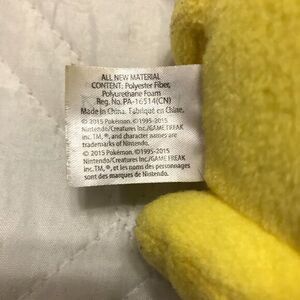 ALL NEW MATERIAL
CONTENT: Polyester Fiber,
Polyurethane Foam
Reg. No. PA-16514(CN)
Made in China. Fabriqué en Chine.
© 2015 Pokémon. ©1995-2015
Nintendo/Creatures Inc./GAME FREAK
inc. TM, ®, and character names are
trademarks of Nintendo.
© 2015 Pokémon. ©1995-2015
Nintendo/Creatures Inc./GAME FREAK
inc. TM, ®, et les noms des personnages
sont des marques de Nintendo.